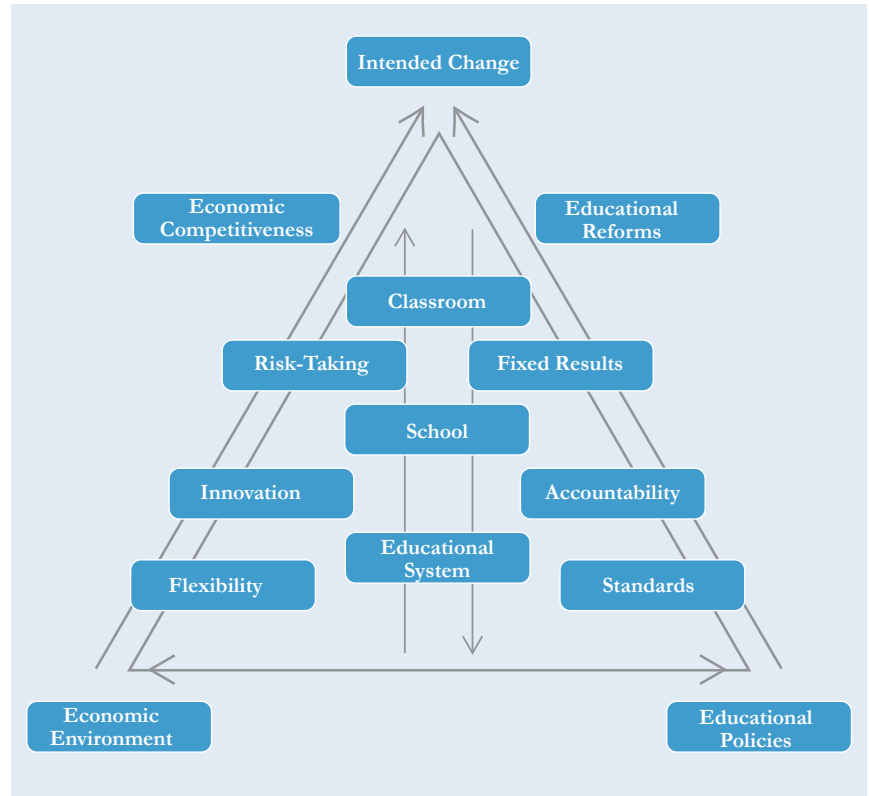 Intended Change
Economic
Competitiveness
Educational
Reforms
Classroom
Risk-Taking
Fixed Results
School
Innovation
Accountability
Educational
System
Flexibility
Standards
Economic
Environment
Educational
Policies